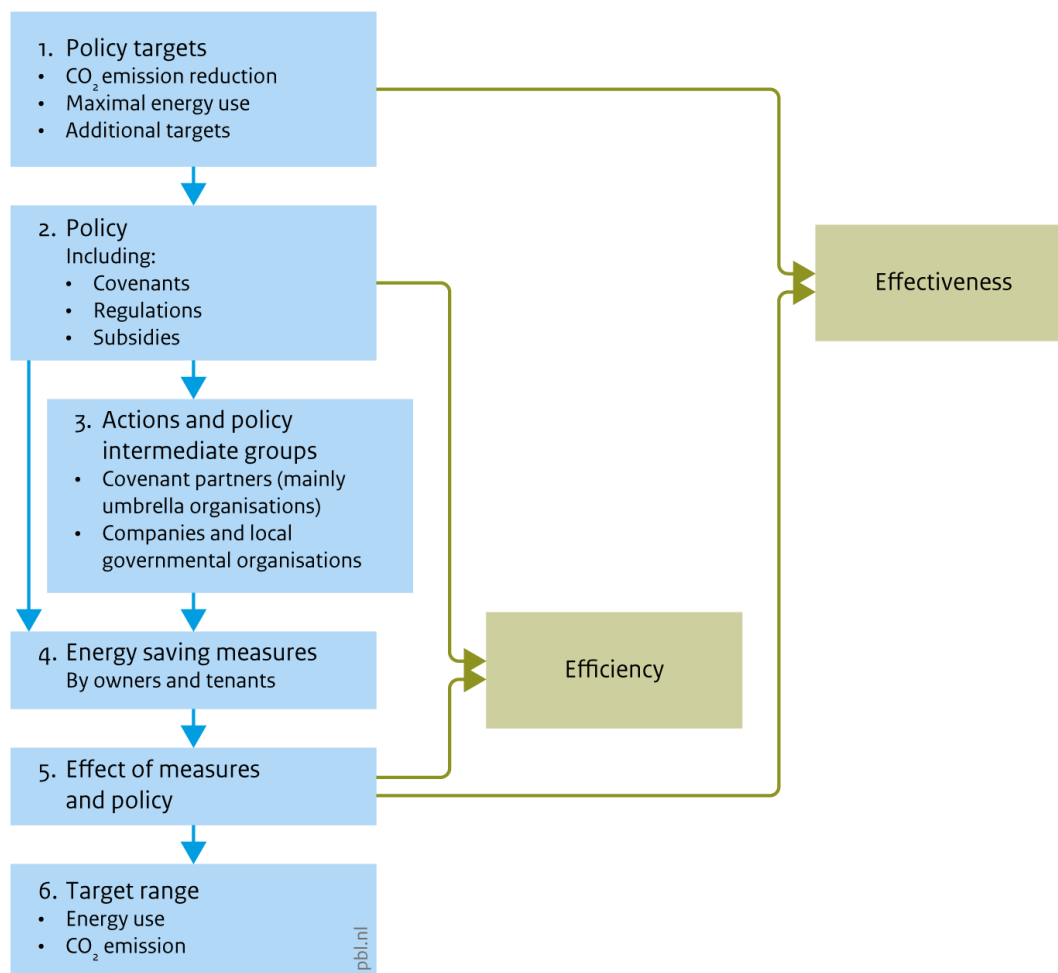 1. Policy targets
• CO₂ emission reduction
• Maximal energy use
• Additional targets
2. Policy
Including:
• Covenants
• Regulations
• Subsidies
3. Actions and policy
intermediate groups
• Covenant partners (mainly
umbrella organisations)
• Companies and local
governmental organisations
4. Energy saving measures
By owners and tenants
5. Effect of measures
and policy
6. Target range
• Energy use
• CO₂ emission
pbl.nl
Efficiency
Effectiveness